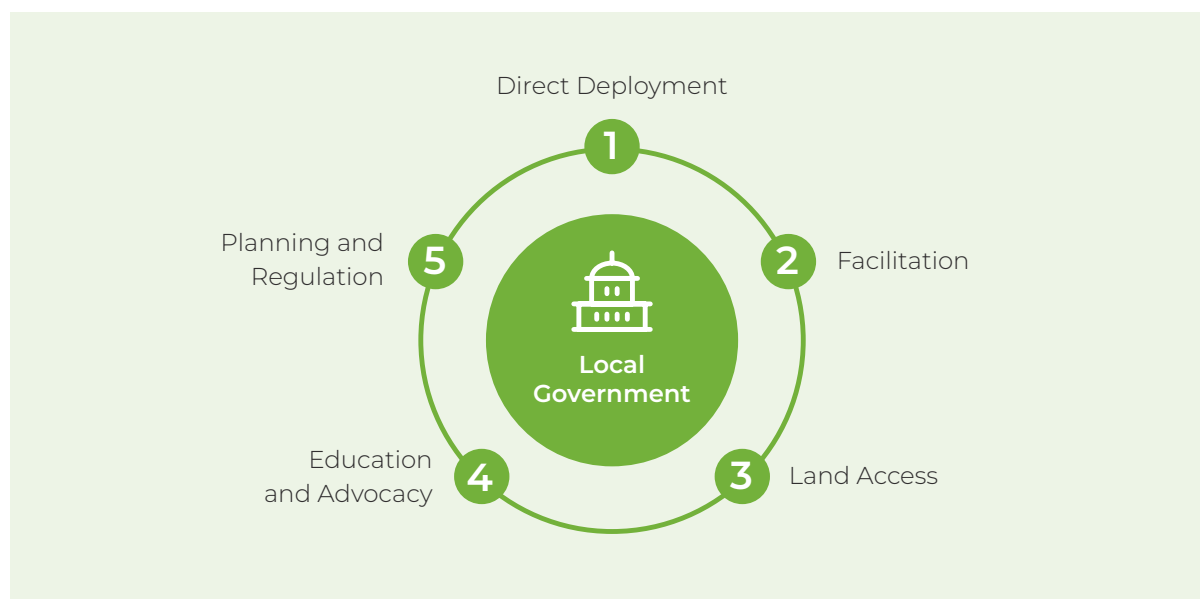 Direct Deployment
1
2
Facilitation
3
Land Access
4
Education
and Advocacy
5
Planning and
Regulation
Local
Government